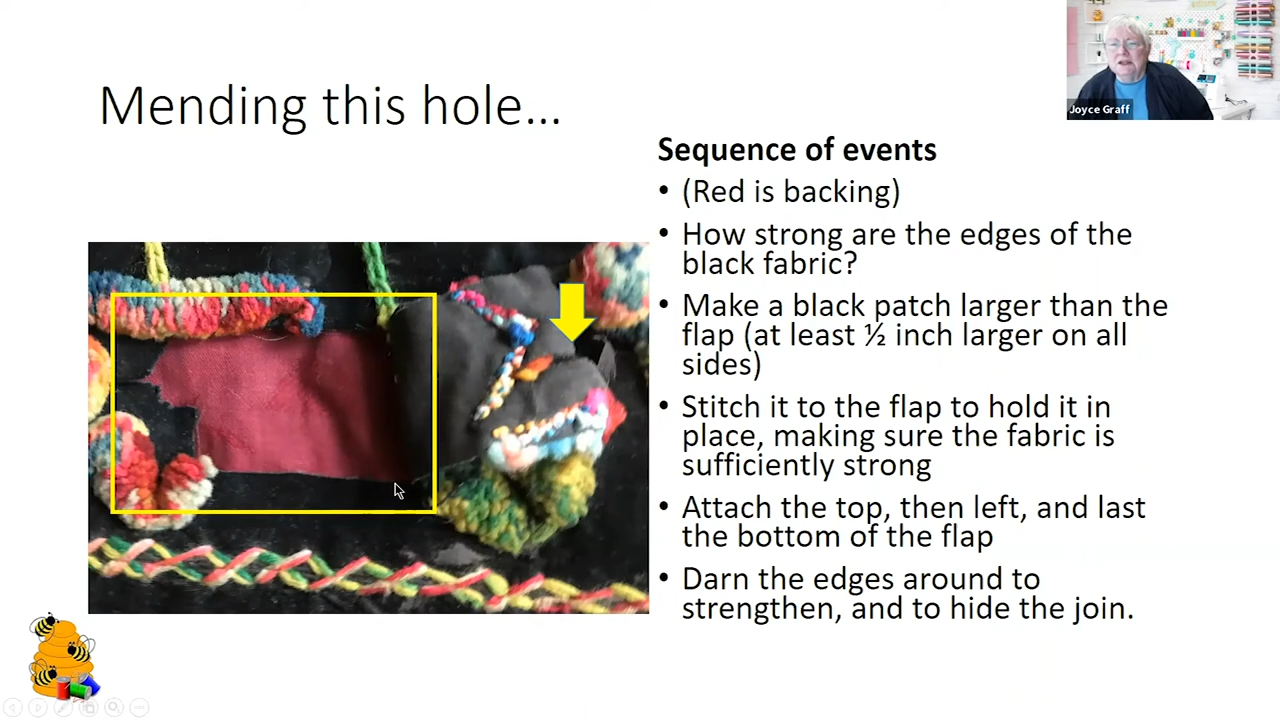 Joyce Graff
Mending this hole...
Sequence of events
• (Red is backing)
• How strong are the edges of the
black fabric?
• Make a black patch larger than the
flap (at least ½ inch larger on all
sides)
• Stitch it to the flap to hold it in
place, making sure the fabric is
sufficiently strong
• Attach the top, then left, and last
the bottom of the flap
• Darn the edges around to
strengthen, and to hide the join.